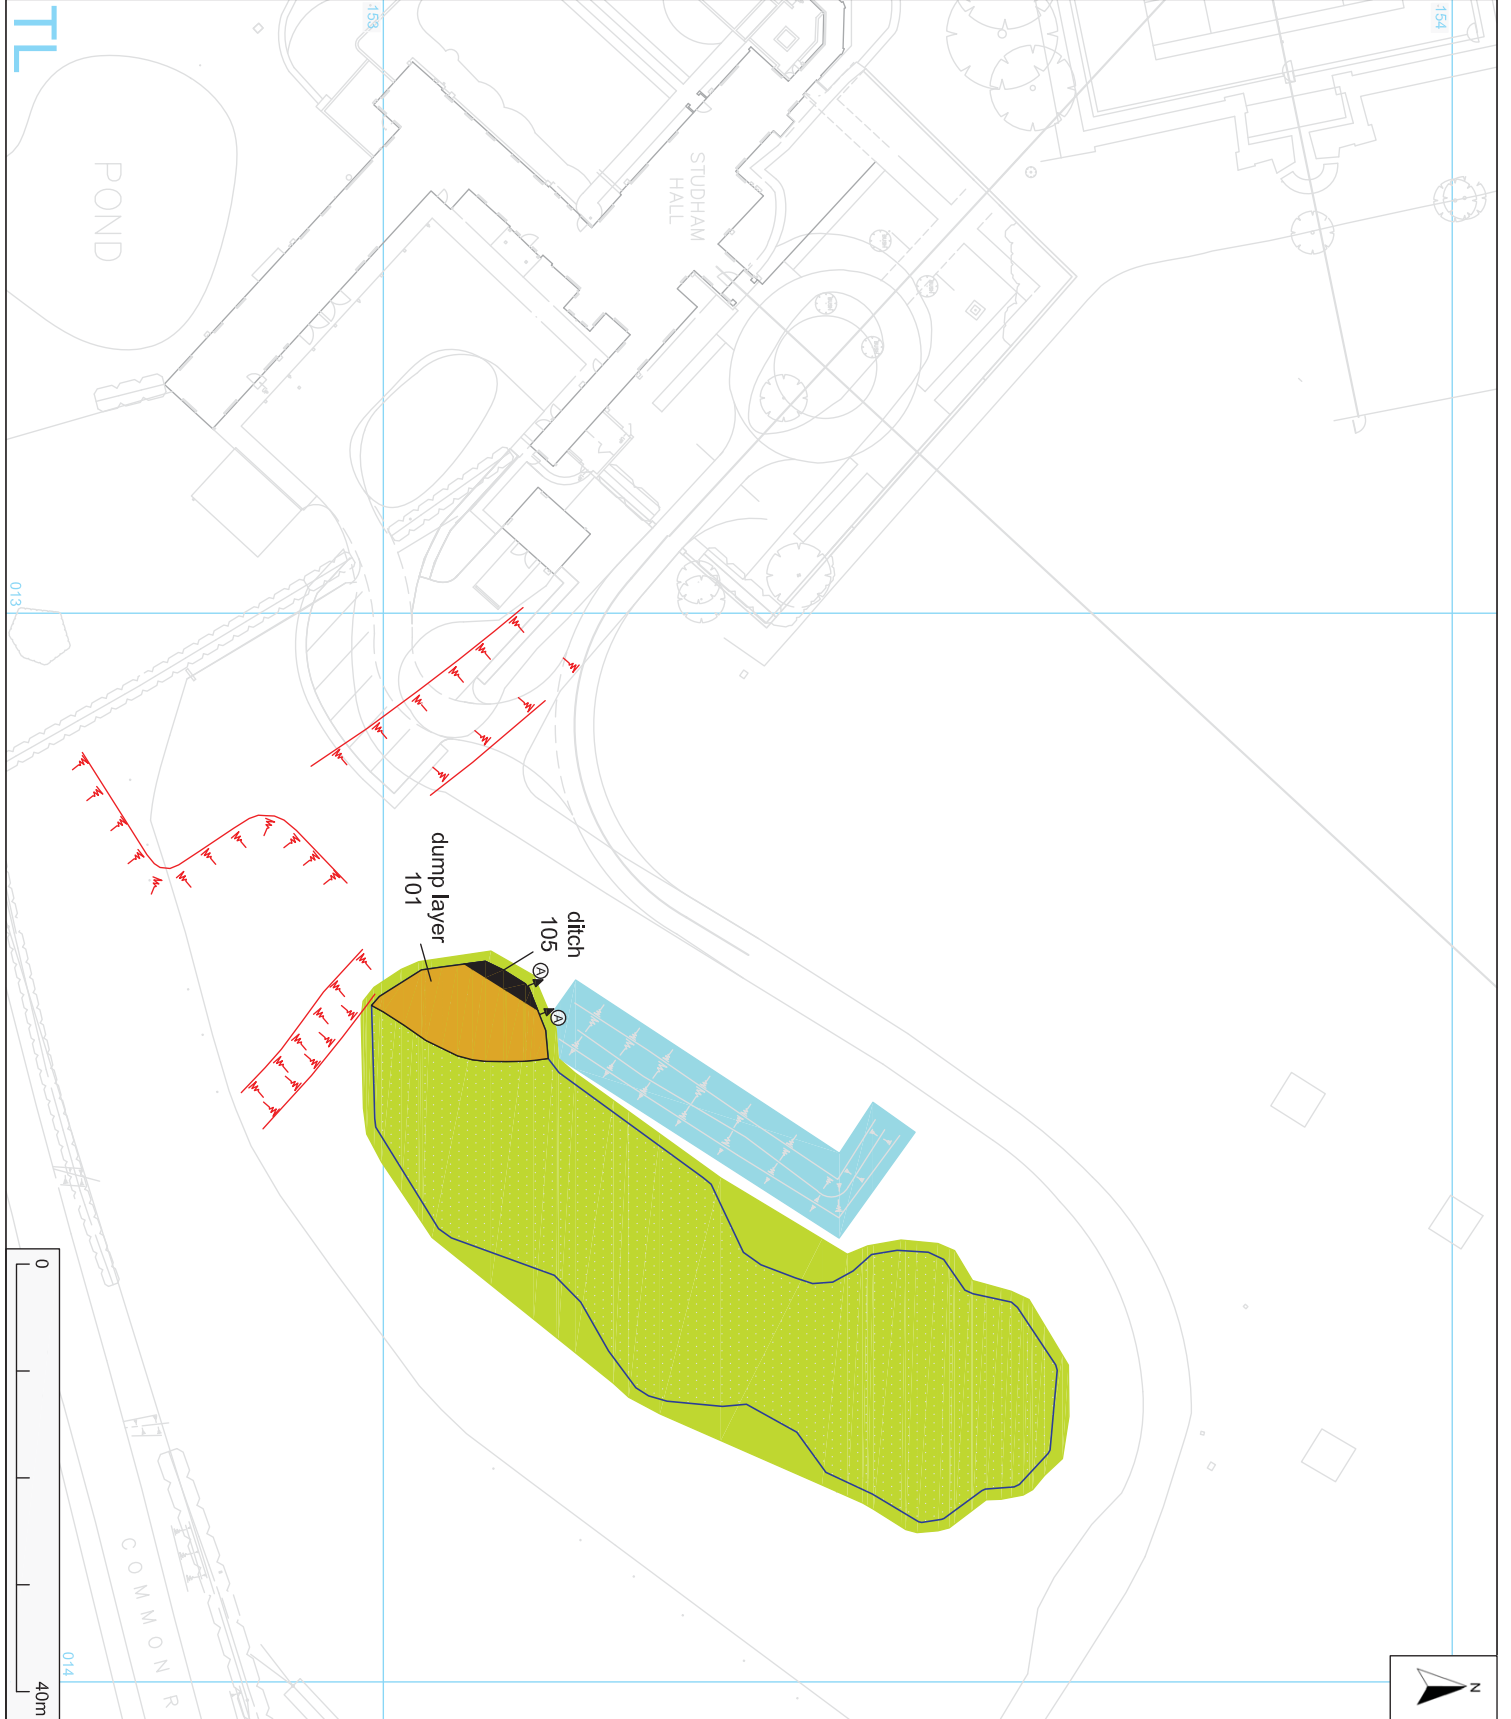 TL
153
154
POND
STUDHAM
HALL
013
dump layer
101
ditch
105
A
A
COMMON R
014
0
40m
N